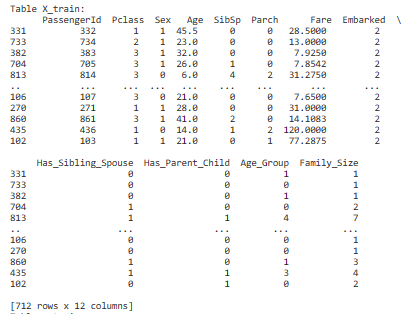 Table X_train:
PassengerId Pclass Sex Age SibSp Parch Fare Embarked \
331 332 1 1 45.5 0 0 28.5000 2
733 734 2 1 23.0 0 0 13.0000 2
382 383 3 1 32.0 0 0 7.9250 2
704 705 3 1 26.0 1 0 7.8542 2
813 814 3 0 6.0 4 2 31.2750 2
.. ... ... ... ... ... ... ... ...
106 107 3 0 21.0 0 0 7.6500 2
270 271 1 1 28.0 0 0 31.0000 2
860 861 3 1 41.0 2 0 14.1083 2
435 436 1 0 14.0 1 2 120.0000 2
102 103 1 1 21.0 0 1 77.2875 2
Has_Sibling_Spouse Has_Parent_Child Age_Group Family_Size
331 0 0 1 1
733 0 0 0 1
382 0 0 1 1
704 1 0 0 2
813 1 1 4 7
.. ... ... ... ...
106 0 0 0 1
270 0 0 0 1
860 1 0 1 3
435 1 1 3 4
102 0 1 0 2
[712 rows x 12 columns]